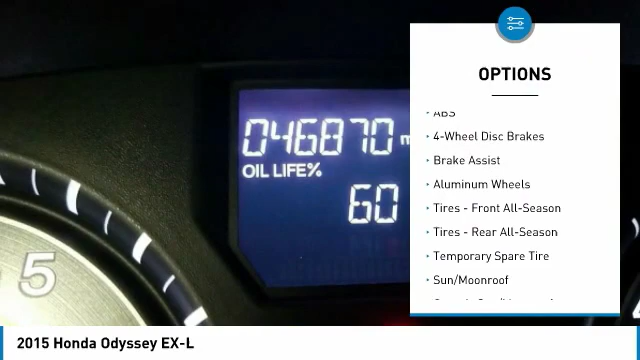 046870
OIL LIFE%
60
5
OPTIONS
ABS
4-Wheel Disc Brakes
Brake Assist
Aluminum Wheels
Tires - Front All-Season
Tires - Rear All-Season
Temporary Spare Tire
Sun/Moonroof
2015 Honda Odyssey EX-L